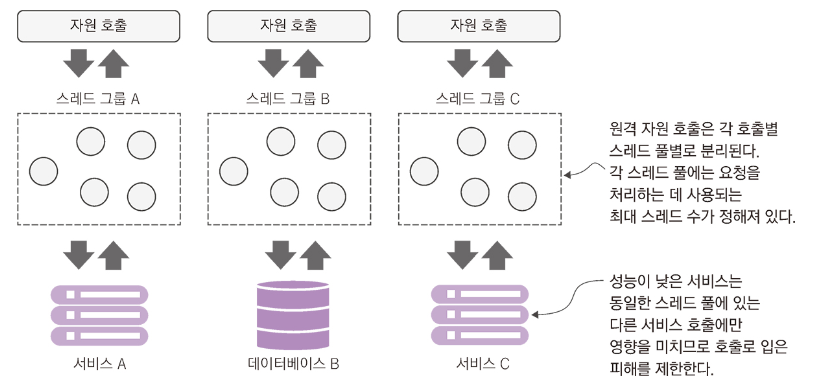 자원 호출
자원 호출
자원 호출
스레드 그룹 A
스레드 그룹 B
스레드 그룹 C
원격 자원 호출은 각 호출별
스레드 풀별로 분리된다.
각 스레드 풀에는 요청을
처리하는 데 사용되는
최대 스레드 수가 정해져 있다.
성능이 낮은 서비스는
동일한 스레드 풀에 있는
다른 서비스 호출에만
영향을 미치므로 호출로 입은
피해를 제한한다.
서비스 A
데이터베이스 B
서비스 C